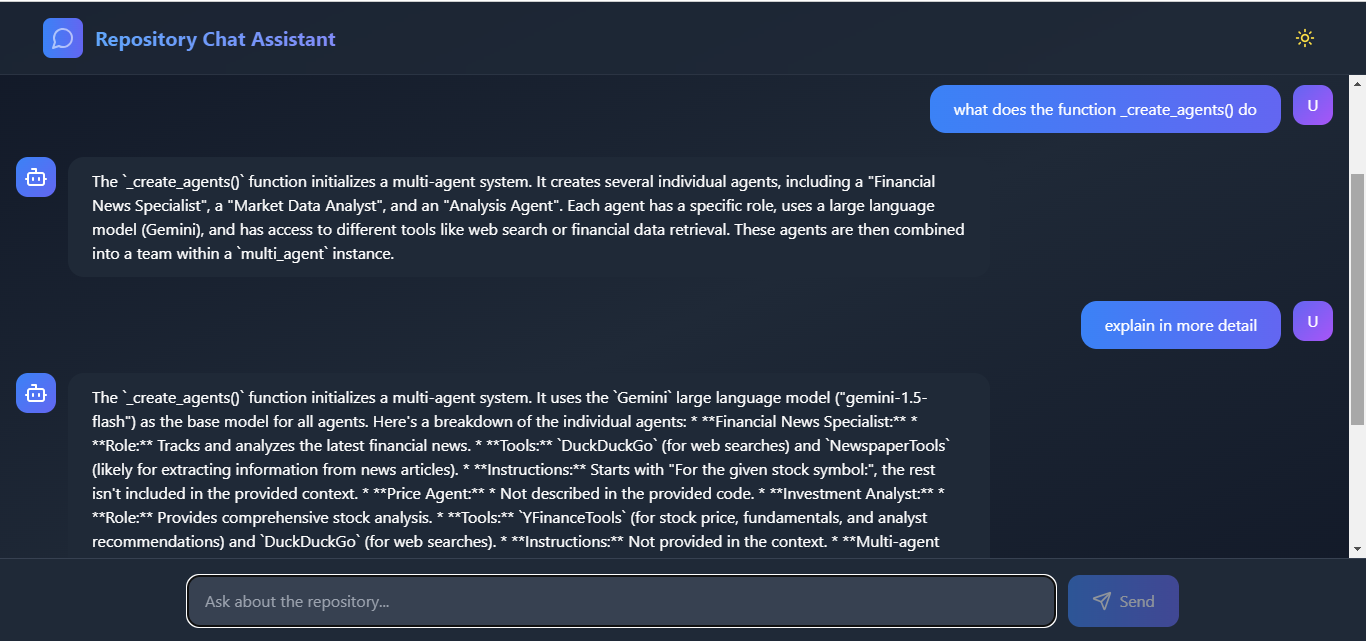 Repository Chat Assistant
what does the function _create_agents() do
U
The `_create_agents()` function initializes a multi-agent system. It creates several individual agents, including a "Financial
News Specialist", a "Market Data Analyst", and an "Analysis Agent". Each agent has a specific role, uses a large language
model (Gemini), and has access to different tools like web search or financial data retrieval. These agents are then combined
into a team within a `multi_agent` instance.
explain in more detail
U
The `_create_agents()` function initializes a multi-agent system. It uses the `Gemini` large language model ("gemini-1.5-
flash") as the base model for all agents. Here's a breakdown of the individual agents: * **Financial News Specialist:** *
**Role:** Tracks and analyzes the latest financial news. * **Tools:** `DuckDuckGo` (for web searches) and `NewspaperTools`
(likely for extracting information from news articles). * **Instructions:** Starts with "For the given stock symbol:", the rest
isn't included in the provided context. * **Price Agent:** * Not described in the provided code. * **Investment Analyst:** *
**Role:** Provides comprehensive stock analysis. * **Tools:** `YFinanceTools` (for stock price, fundamentals, and analyst
recommendations) and `DuckDuckGo` (for web searches). * **Instructions:** Not provided in the context. * **Multi-agent
Ask about the repository...
Send